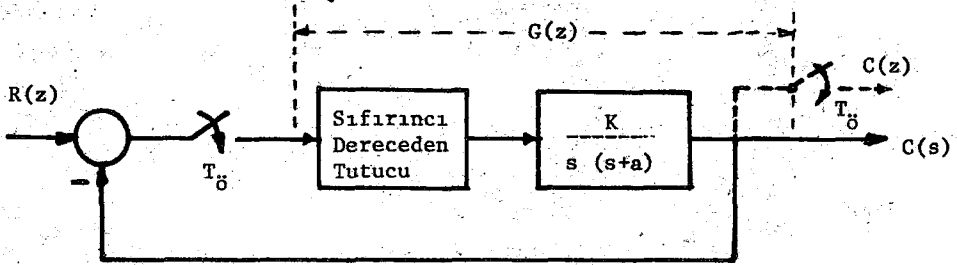 G(z)
C(z)
R(z)
Tö
Sıfırıncı
Dereceden
Tutucu
K
s (s+a)
Tö
C(s)